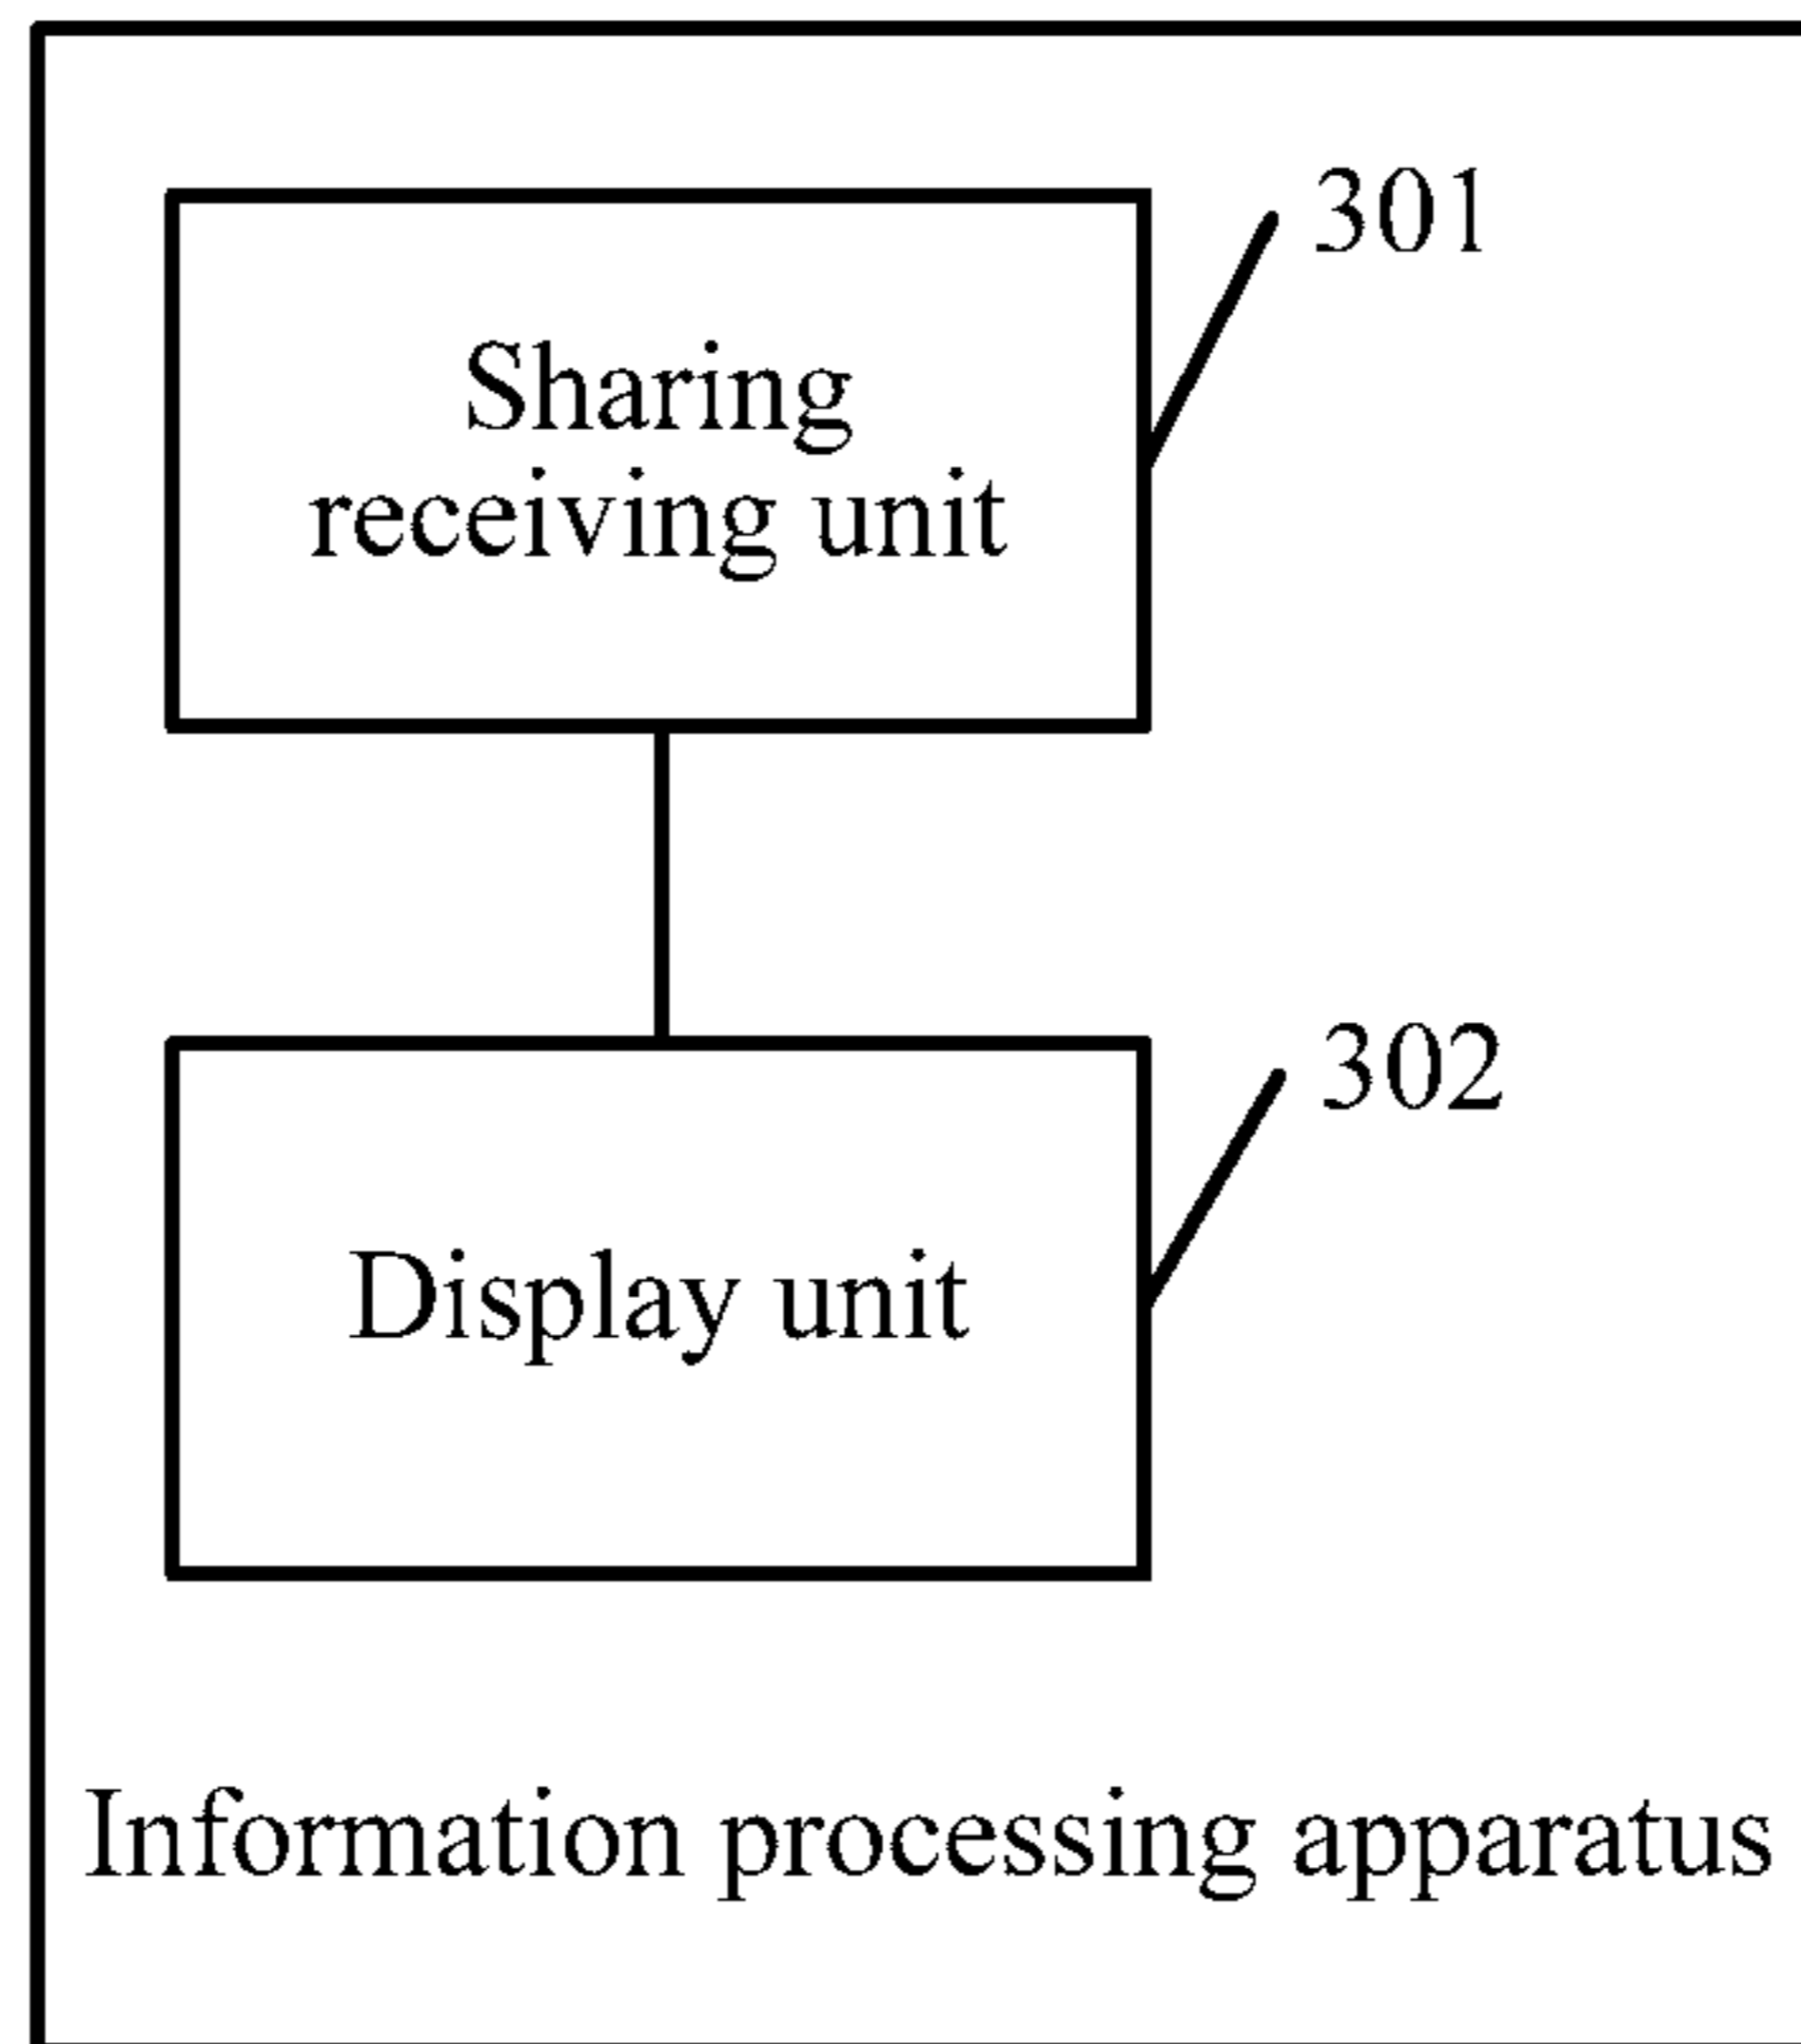 301
Sharing
receiving unit
302
Display unit
Information processing apparatus